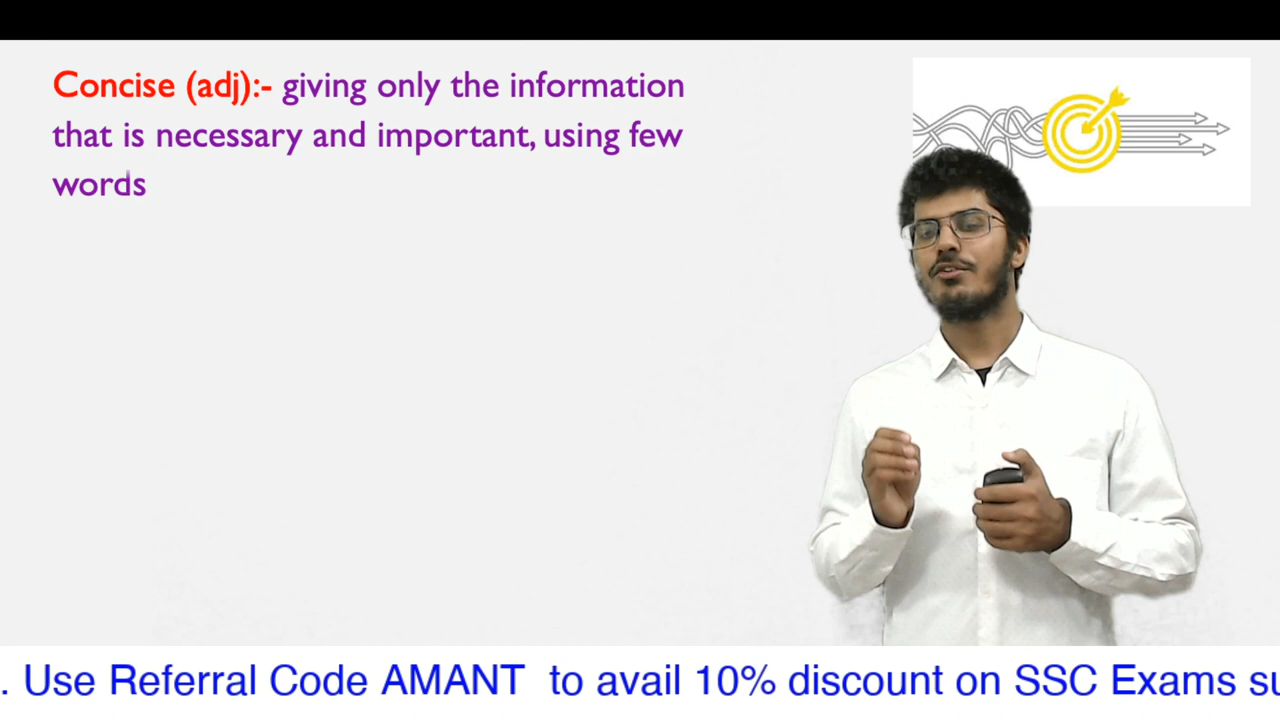 Concise (adj):- giving only the information
that is necessary and important, using few
words
. Use Referral Code AMANT to avail 10% discount on SSC Exams